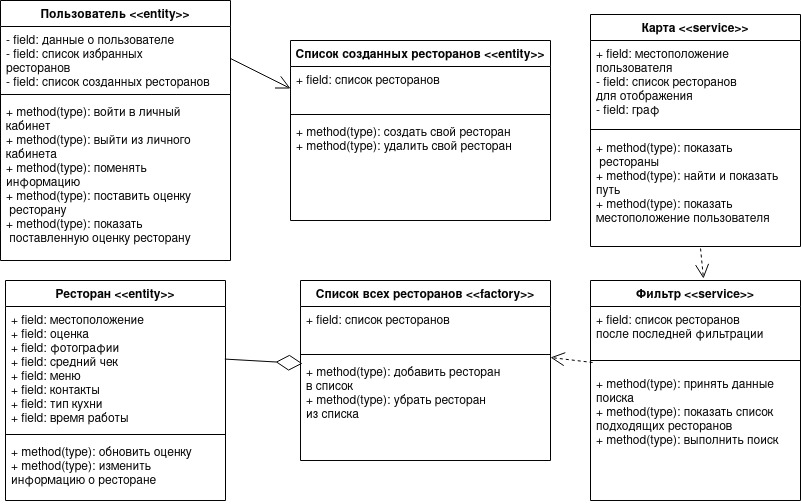 Пользователь <<entity>>
- field: данные о пользователе
- field: список избранных
ресторанов
- field: список созданных ресторанов
+ method(type): войти в личный
кабинет
+ method(type): выйти из личного
кабинета
+ method(type): поменять
информацию
+ method(type): поставить оценку
ресторану
+ method(type): показать
поставленную оценку ресторану
Список созданных ресторанов <<entity>>
+ field: список ресторанов
+ method(type): создать свой ресторан
+ method(type): удалить свой ресторан
Карта <<service>>
+ field: местоположение
пользователя
- field: список ресторанов
для отображения
- field: граф
+ method(type): показать
рестораны
+ method(type): найти и показать
путь
+ method(type): показать
местоположение пользователя
Ресторан <<entity>>
+ field: местоположение
+ field: оценка
+ field: фотографии
+ field: средний чек
+ field: меню
+ field: контакты
+ field: тип кухни
+ field: время работы
+ method(type): обновить оценку
+ method(type): изменить
информацию о ресторане
Список всех ресторанов <<factory>>
+ field: список ресторанов
+ method(type): добавить ресторан
в список
+ method(type): убрать ресторан
из списка
Фильтр <<service>>
+ field: список ресторанов
после последней фильтрации
+ method(type): принять данные
поиска
+ method(type): показать список
подходящих ресторанов
+ method(type): выполнить поиск